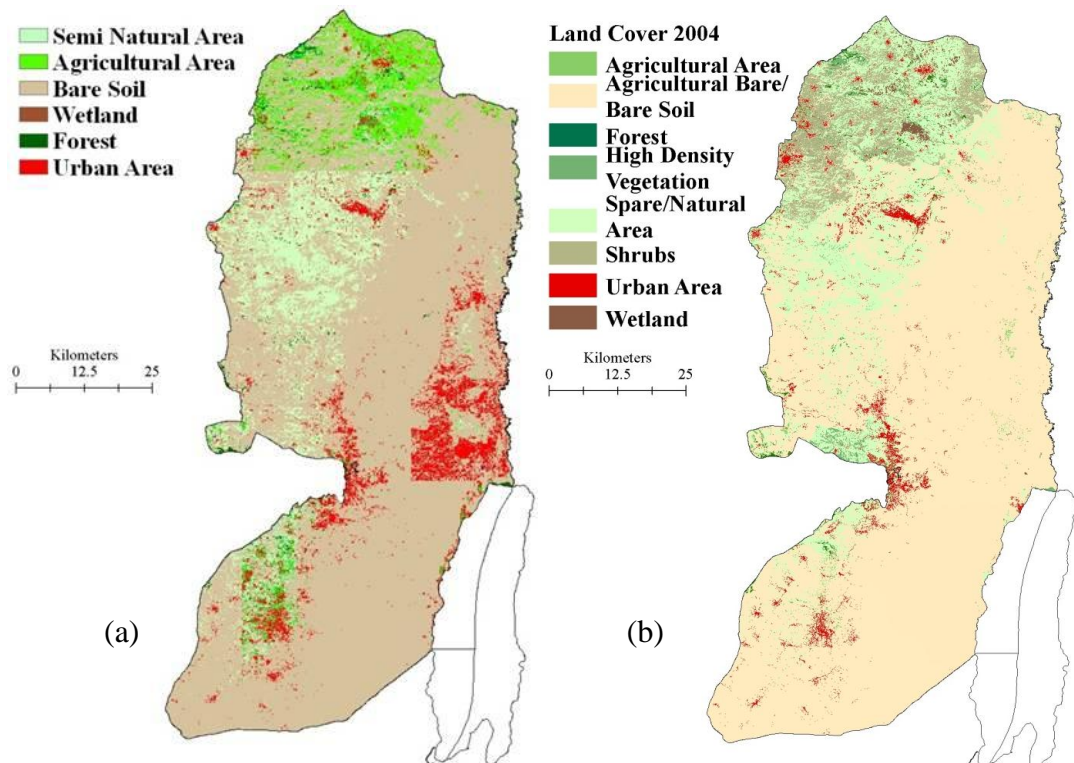 Semi Natural Area
Agricultural Area
Bare Soil
Wetland
Forest
Urban Area
Kilometers
0 12.5 25
(a)
Land Cover 2004
Agricultural Area
Agricultural Bare/
Bare Soil
Forest
High Density
Vegetation
Spare/Natural
Area
Shrubs
Urban Area
Wetland
Kilometers
0 12.5 25
(b)